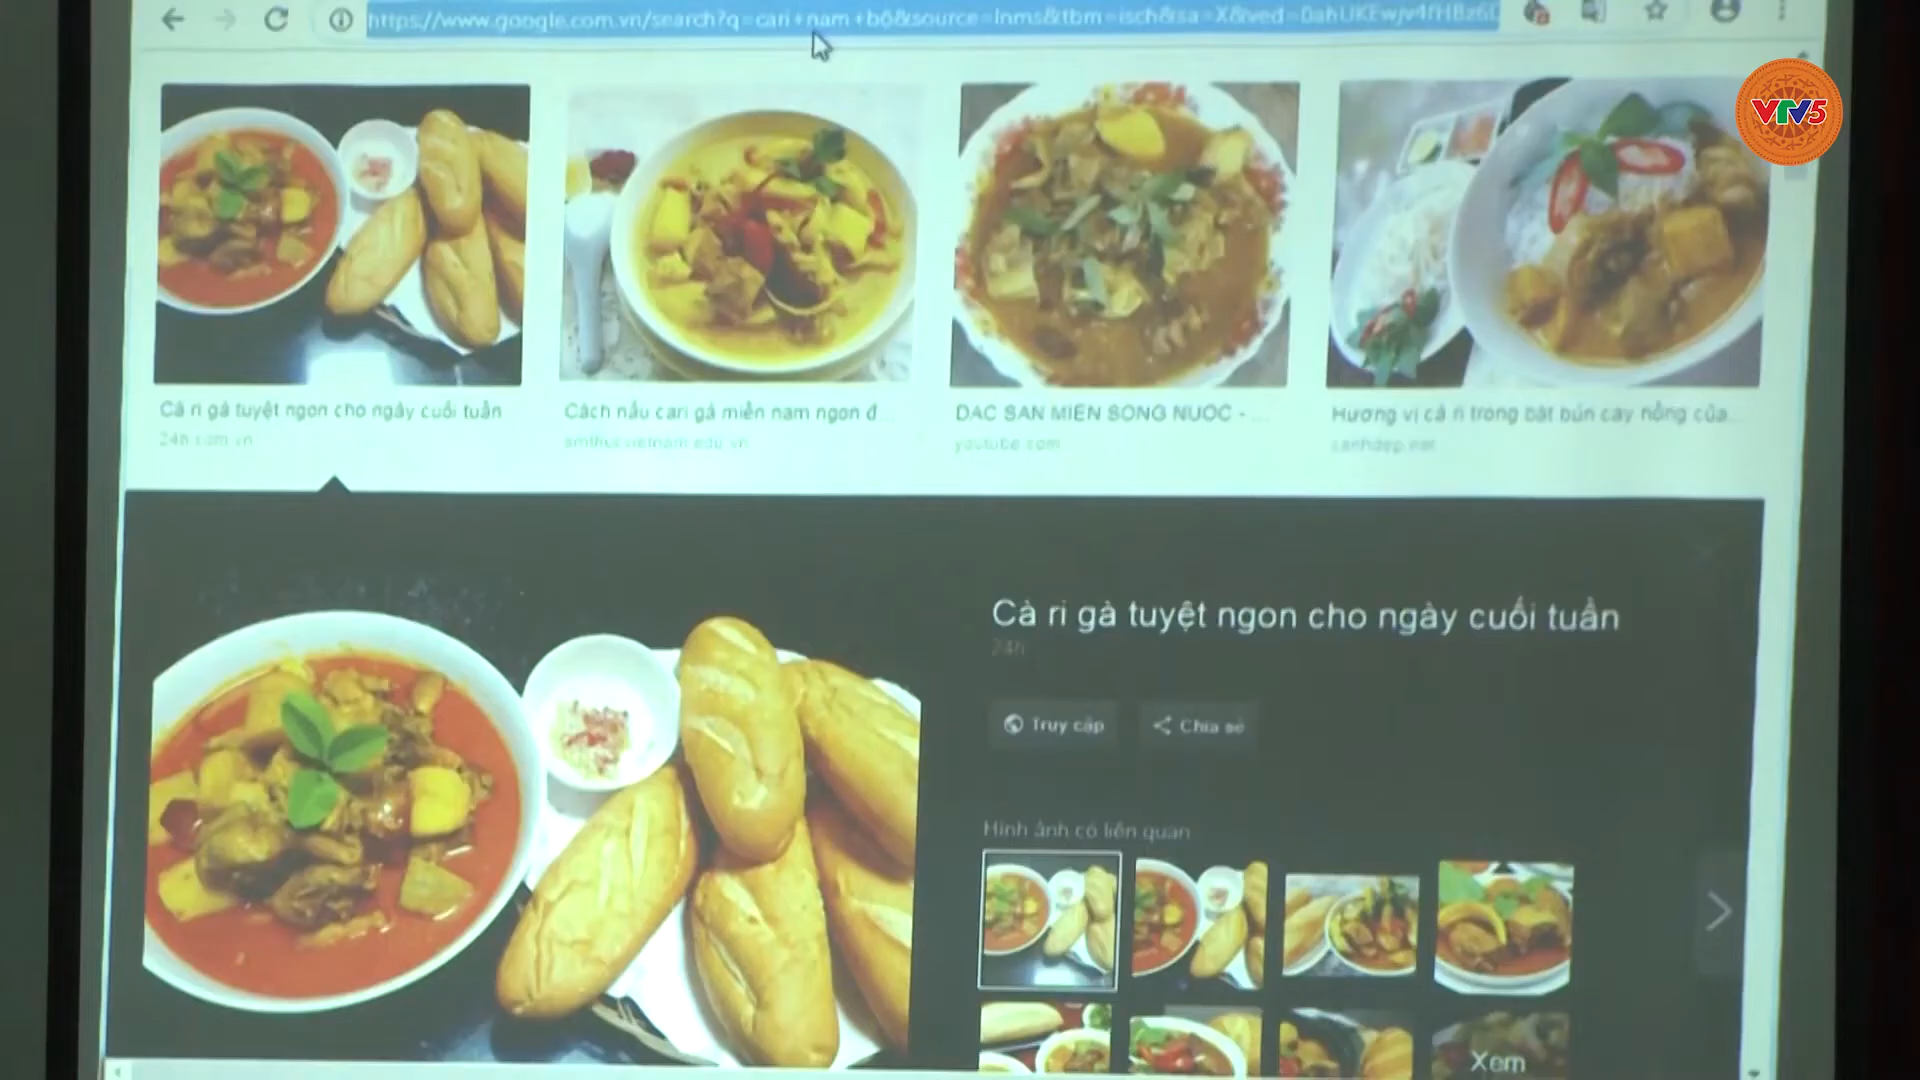 https://www.google.com.vn/search?q=cari+nam+bộ&source=lnms&tbm=isch&sa=X&ved=
VTV5
Cà ri gà tuyệt ngon cho ngày cuối tuần
24h.com.vn
Cách nấu cari gà miền nam ngon đ...
DAC SAN MIEN SONG NUOC - ...
youtube.com
Hương vị cà ri trong bát bún cay nồng của...
Cà ri gà tuyệt ngon cho ngày cuối tuần
24h
Truy cập
Chia sẻ
Hình ảnh có liên quan
Xem